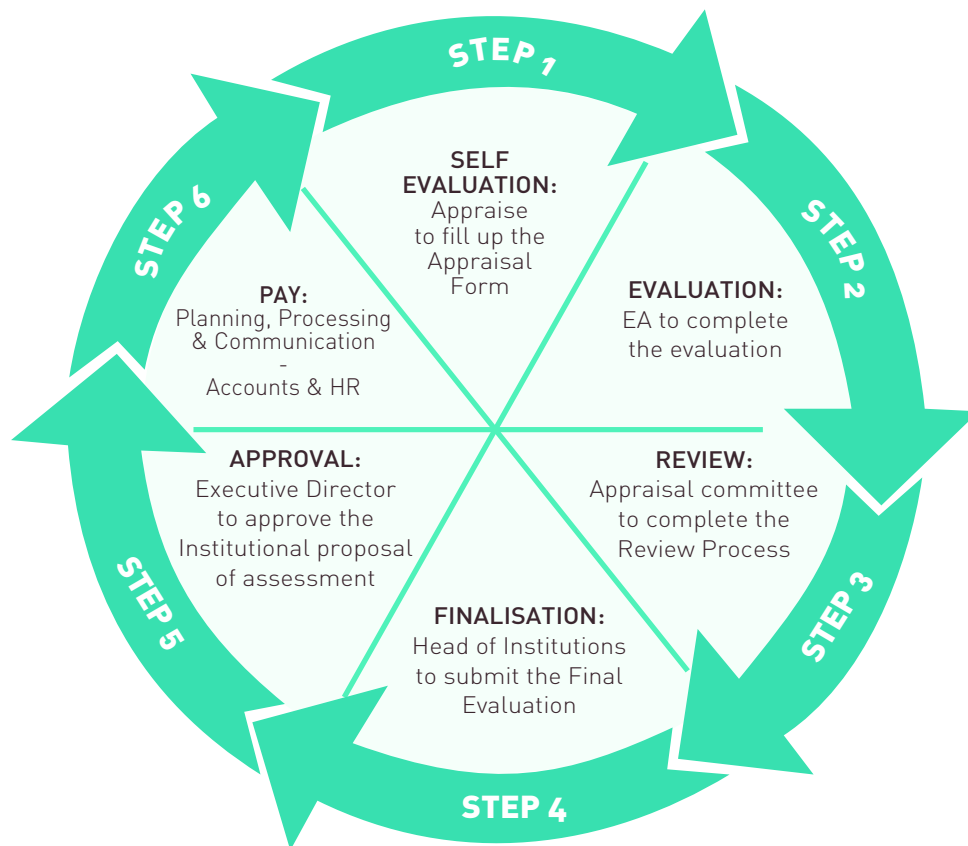 STEP 1
SELF
EVALUATION:
Appraise
to fill up the
Appraisal
Form
STEP 2
EVALUATION:
EA to complete
the evaluation
STEP 3
REVIEW:
Appraisal committee
to complete the
Review Process
STEP 4
FINALISATION:
Head of Institutions
to submit the Final
Evaluation
STEP 5
APPROVAL:
Executive Director
to approve the
Institutional proposal
of assessment
STEP 6
PAY:
Planning, Processing
& Communication
-
Accounts & HR